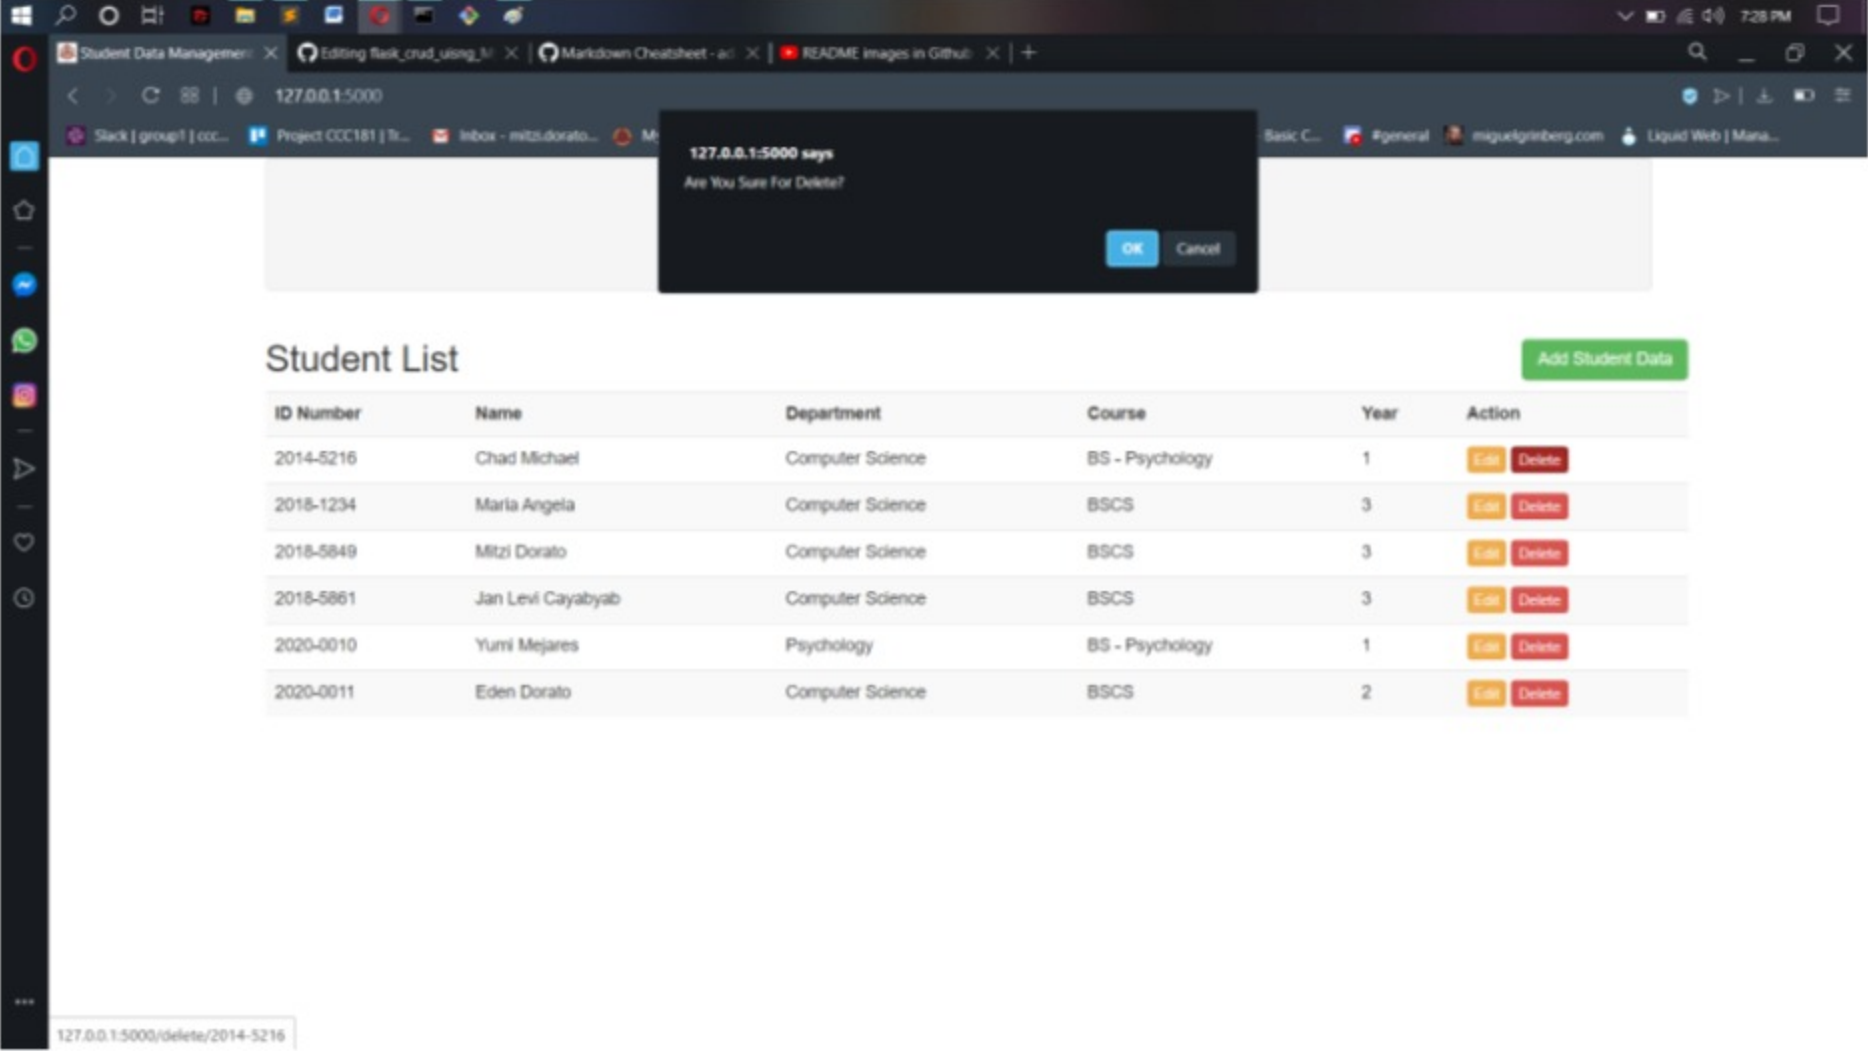 7:28 PM
Student Data Managemen
Editing flask_crud_uisng_M
Markdown Cheatsheet - ad
README images in Github
127.0.0.1:5000
Slack | group1 | ccc...
Project CCC181 | Tr...
Inbox - mitzi.dorato...
My
Basic C...
#general
miguelgrinberg.com
Liquid Web | Mana...
127.0.0.1:5000 says
Are You Sure For Delete?
OK Cancel
Student List
Add Student Data
ID Number Name Department Course Year Action
2014-5216 Chad Michael Computer Science BS - Psychology 1 Edit Delete
2018-1234 Maria Angela Computer Science BSCS 3 Edit Delete
2018-5849 Mitzi Dorato Computer Science BSCS 3 Edit Delete
2018-5861 Jan Levi Cayabyab Computer Science BSCS 3 Edit Delete
2020-0010 Yumi Mejares Psychology BS - Psychology 1 Edit Delete
2020-0011 Eden Dorato Computer Science BSCS 2 Edit Delete
127.0.0.1:5000/delete/2014-5216